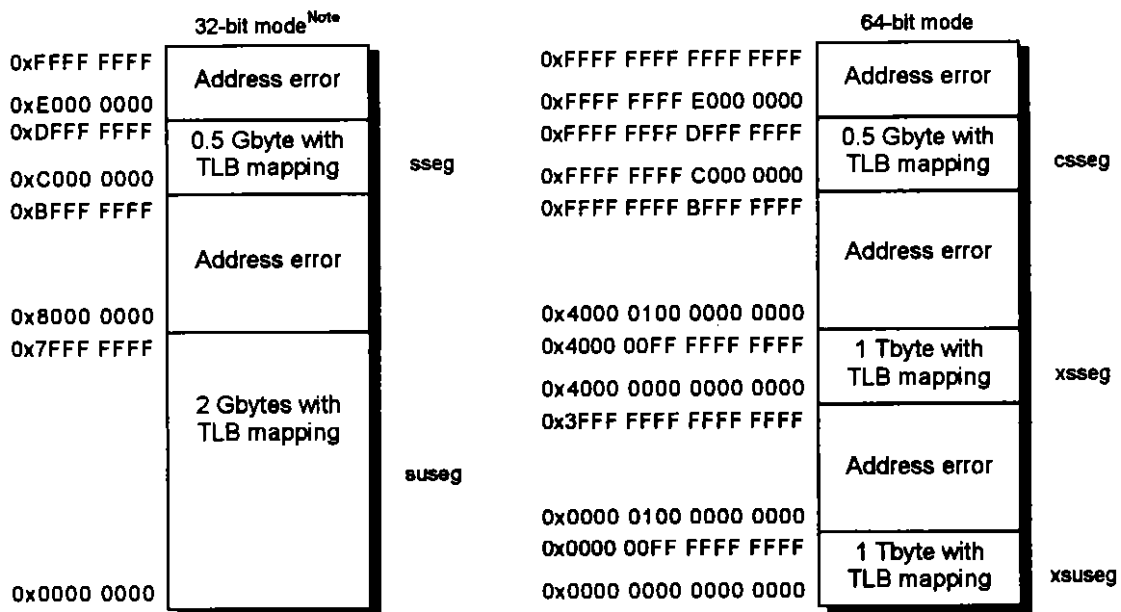 32-bit mode Note
0xFFFF FFFF
Address error
0xE000 0000
0xDFFF FFFF
0.5 Gbyte with
TLB mapping
sseg
0xC000 0000
0xBFFF FFFF
Address error
0x8000 0000
0x7FFF FFFF
2 Gbytes with
TLB mapping
suseg
0x0000 0000
64-bit mode
0xFFFF FFFF FFFF FFFF
Address error
0xFFFF FFFF E000 0000
0xFFFF FFFF DFFF FFFF
0.5 Gbyte with
TLB mapping
csseg
0xFFFF FFFF C000 0000
0xFFFF FFFF BFFF FFFF
Address error
0x4000 0100 0000 0000
0x4000 00FF FFFF FFFF
1 Tbyte with
TLB mapping
xsseg
0x4000 0000 0000 0000
0x3FFF FFFF FFFF FFFF
Address error
0x0000 0100 0000 0000
0x0000 00FF FFFF FFFF
1 Tbyte with
TLB mapping
xsuseg
0x0000 0000 0000 0000